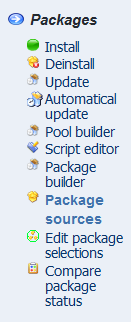 Packages
Install
Deinstall
Update
Automatical
update
Pool builder
Script editor
Package
builder
Package
sources
Edit package
selections
Compare
package
status